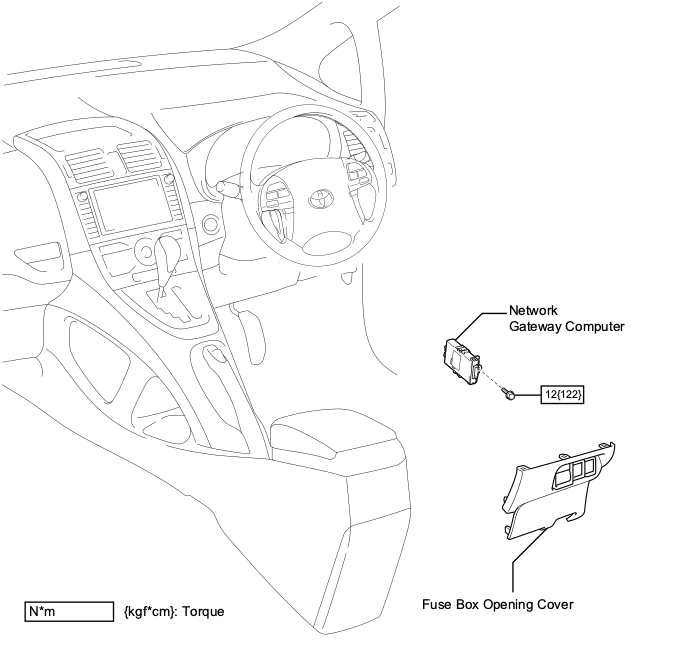 Network
Gateway Computer
12{122}
Fuse Box Opening Cover
N*m {kgf*cm}: Torque